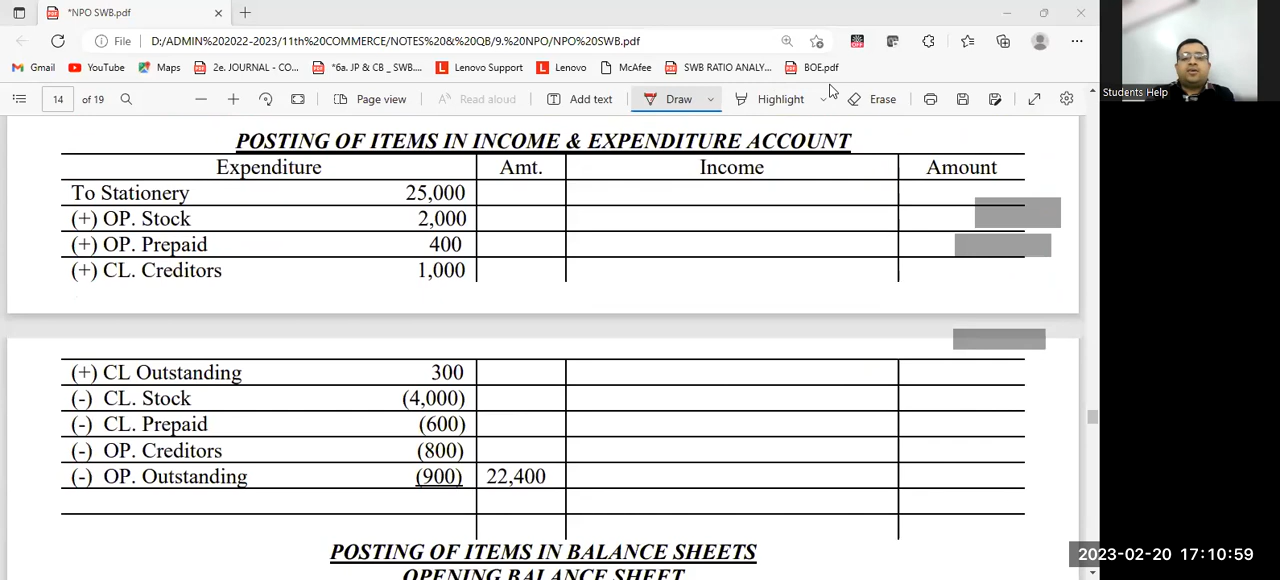 *NPO SWB.pdf
File D:/ADMIN%202022-2023/11th%20COMMERCE/NOTES%20&%20QB/9.%20NPO/NPO%20SWB.pdf
Gmail YouTube Maps 2e. JOURNAL - CO... *6a. JP & CB _ SWB.... Lenovo Support Lenovo McAfee SWB RATIO ANALY... BOE.pdf
14 of 19 Page view Read aloud Add text Draw Highlight Erase
Students Help
POSTING OF ITEMS IN INCOME & EXPENDITURE ACCOUNT
Expenditure Amt. Income Amount
To Stationery 25,000
(+) OP. Stock 2,000
(+) OP. Prepaid 400
(+) CL. Creditors 1,000
(+) CL Outstanding 300
(-) CL. Stock (4,000)
(-) CL. Prepaid (600)
(-) OP. Creditors (800)
(-) OP. Outstanding (900) 22,400
POSTING OF ITEMS IN BALANCE SHEETS
OPENING BALANCE SHEET
2023-02-20 17:10:59